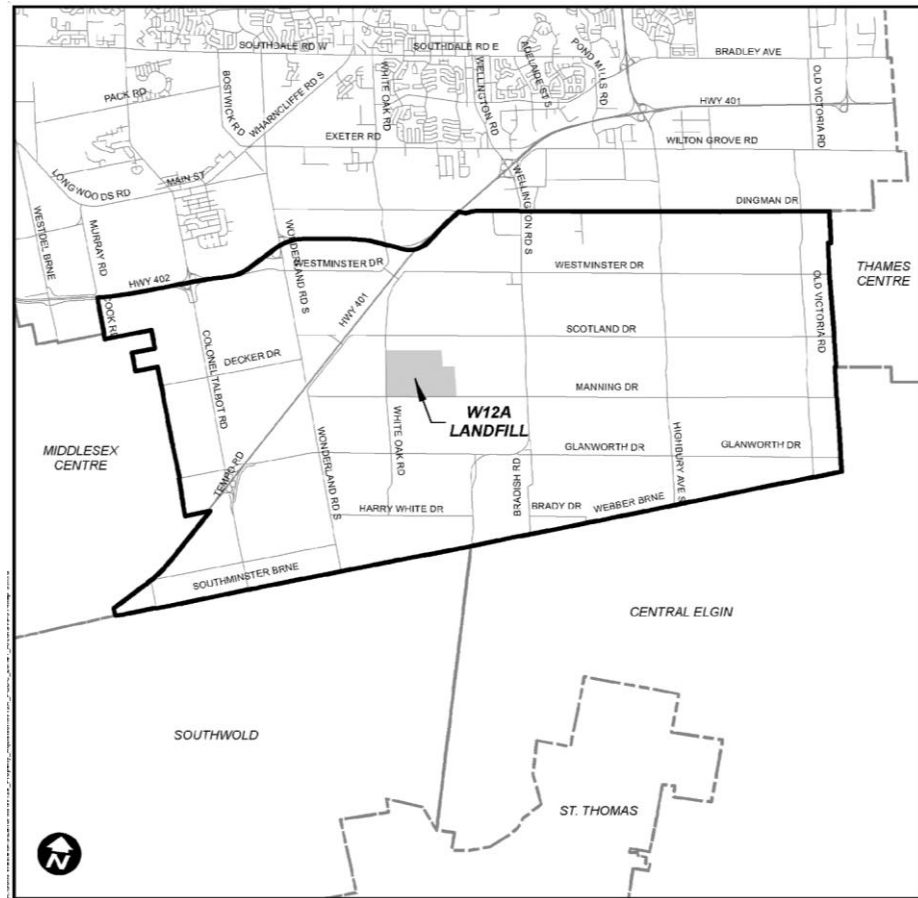 SOUTHDALE RD W
SOUTHDALE RD E
BRADLEY AVE
POND MILLS RD
ADELAIDE ST S
BOSTWICK RD
WHITE OAK RD
WELLINGTON RD
OLD VICTORIA RD
PACK RD
WHARNCLIFFE RD S
HWY 401
EXETER RD
WILTON GROVE RD
LONGWOODS RD
MAIN ST
WELLINGTON RD S
DINGMAN DR
WESTDEL BRNE
MURRAY RD
WONDERLAND RD S
WESTMINSTER DR
WESTMINSTER DR
HWY 402
THAMES
CENTRE
OLD VICTORIA RD
COOK RD
HWY 401
SCOTLAND DR
COLONEL TALBOT RD
DECKER DR
MANNING DR
W12A
LANDFILL
WHITE OAK RD
MIDDLESEX
CENTRE
WONDERLAND RD S
GLANWORTH DR
GLANWORTH DR
HIGHBURY AVE S
TEMPO RD
BRADISH RD
HARRY WHITE DR
BRADY DR
WEBBER BRNE
SOUTHMINSTER BRNE
CENTRAL ELGIN
SOUTHWOLD
ST. THOMAS
N